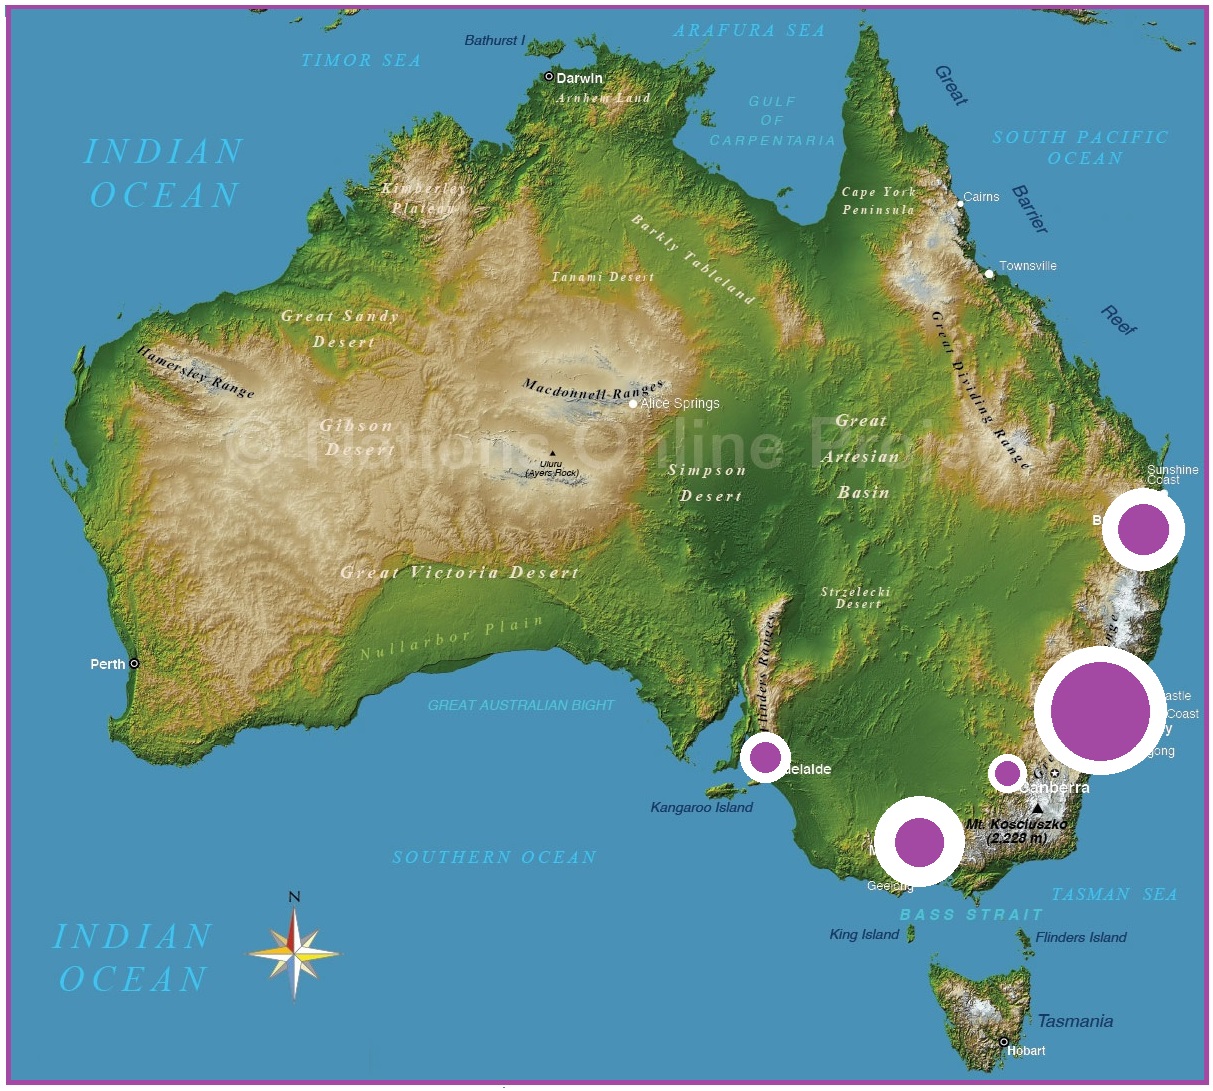 Bathurst I
ARAFURA SEA
TIMOR SEA
Darwin
Arnhem Land
Great
GULF
OF
CARPENTARIA
INDIAN
OCEAN
SOUTH PACIFIC
OCEAN
Kimberley
Plateau
Cape York
Peninsula
Cairns
Barrier
Barkly Tableland
Tanami Desert
Townsville
Great Sandy
Desert
Reef
Great Dividing Range
Hamersley Range
Macdonnell Ranges
Alice Springs
Gibson
Desert
Great
Artesian
Basin
© Nations Online Project
Uluru
(Ayers Rock)
Simpson
Desert
Sunshine
Coast
B
Great Victoria Desert
Strzelecki
Desert
nge
Nullarbor Plain
Flinders Ranges
Perth
GREAT AUSTRALIAN BIGHT
astle
Coast
y
gong
Gre
delaide
Canberra
Kangaroo Island
Mt. Kosciuszko
(2,228 m)
M
Geelong
SOUTHERN OCEAN
TASMAN SEA
N
BASS STRAIT
King Island
Flinders Island
INDIAN
OCEAN
Tasmania
Hobart